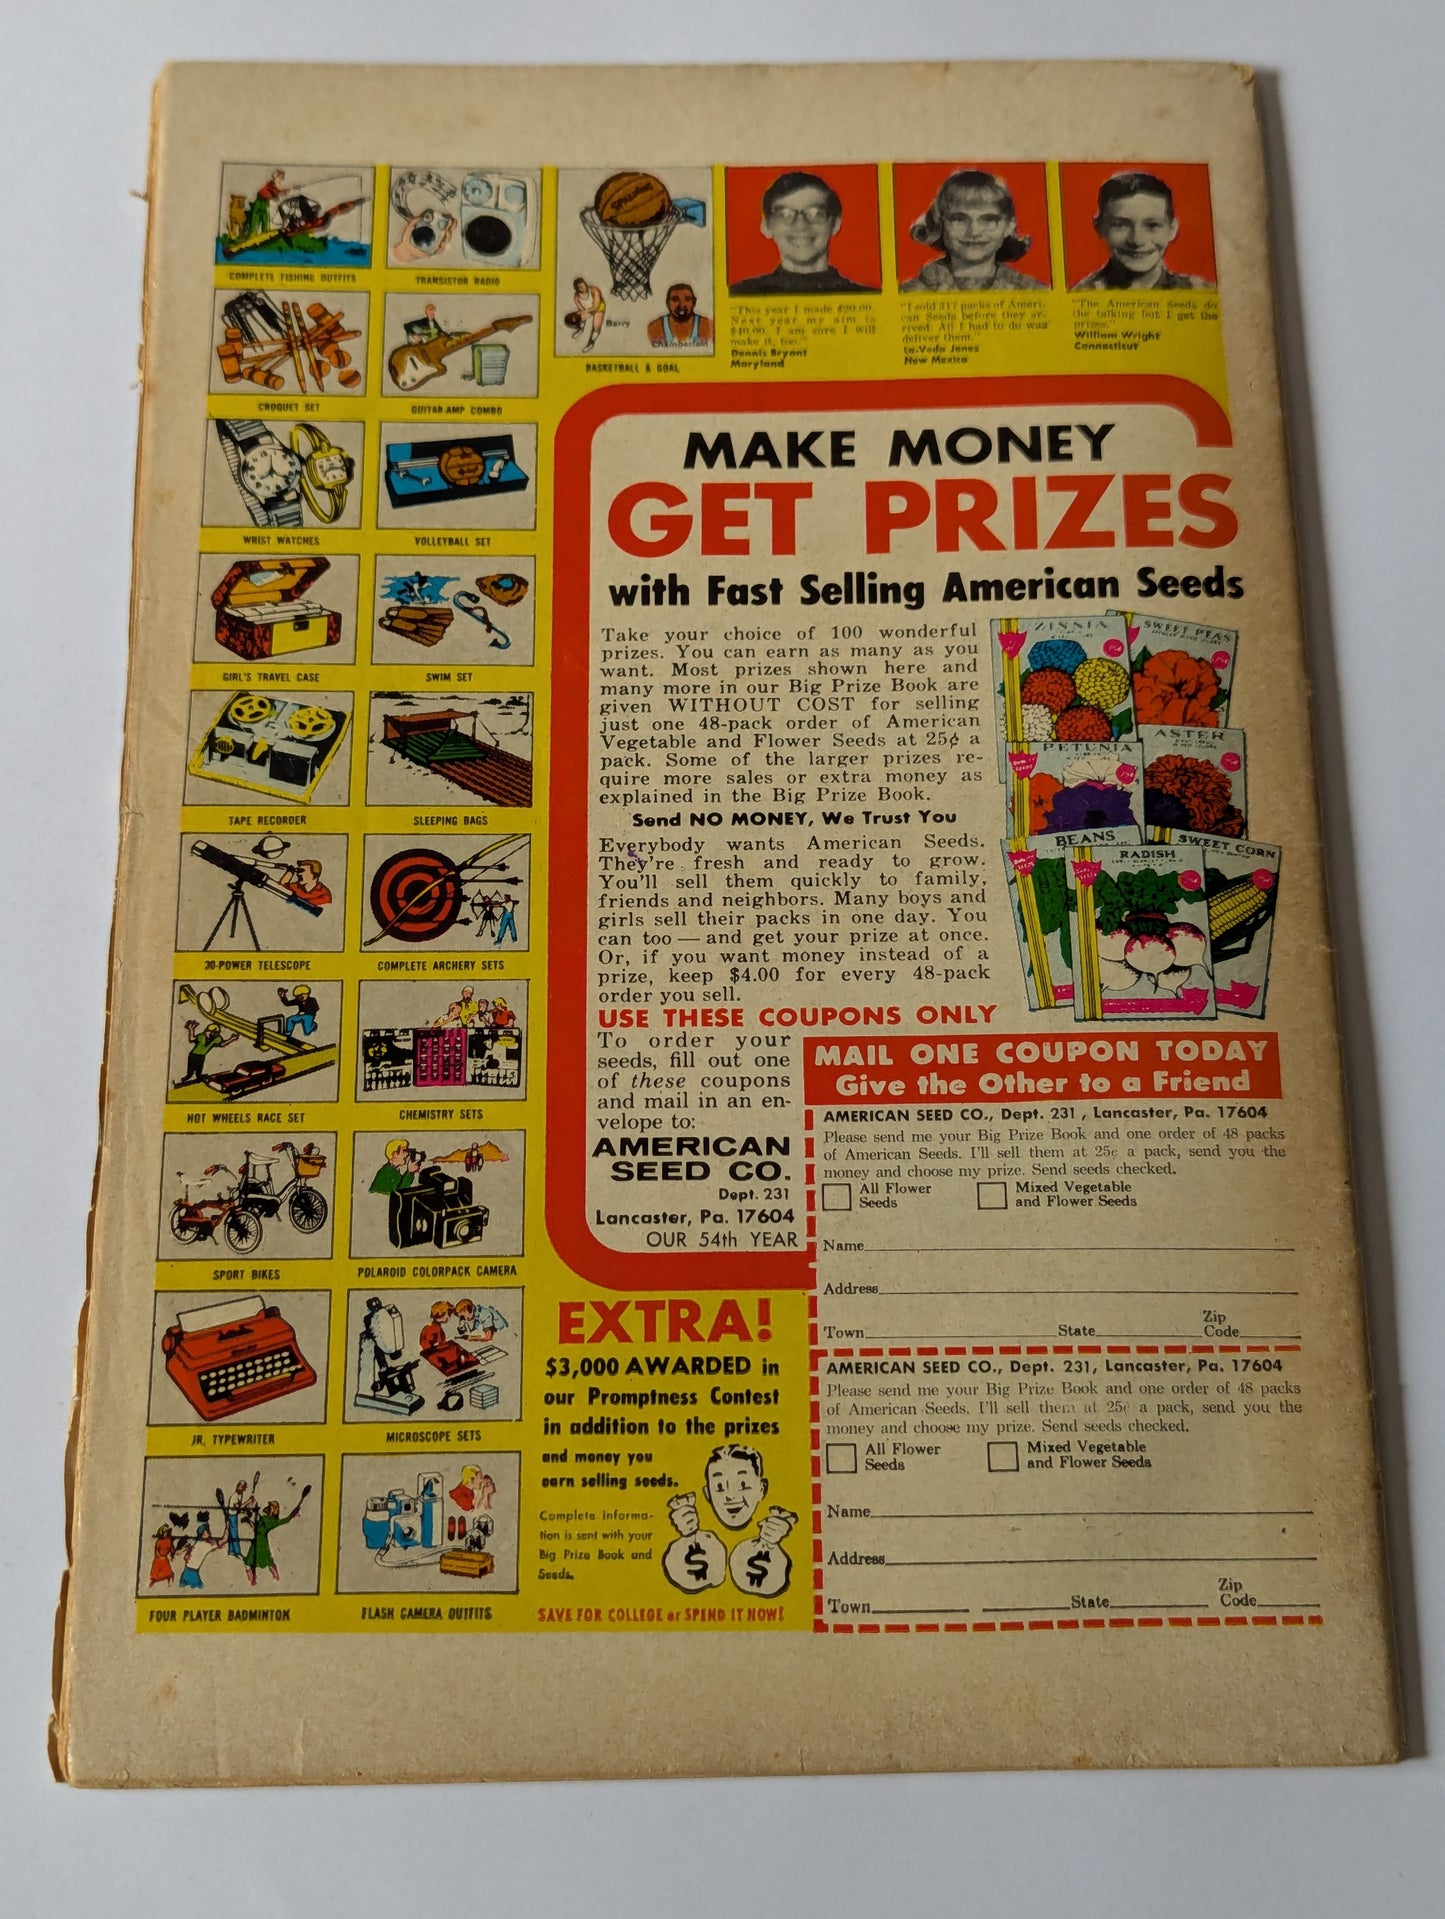 COMPLETE FISHING OUTFITS
TRANSISTOR RADIO
CROQUET SET
GUITAR-AMP COMBO
Spalding
Barry
Chamberlain
BASKETBALL & GOAL
WRIST WATCHES
VOLLEYBALL SET
GIRL'S TRAVEL CASE
SWIM SET
TAPE RECORDER
SLEEPING BAGS
30-POWER TELESCOPE
COMPLETE ARCHERY SETS
HOT WHEELS RACE SET
CHEMISTRY SETS
SPORT BIKES
POLAROID COLORPACK CAMERA
JR. TYPEWRITER
MICROSCOPE SETS
FOUR PLAYER BADMINTON
FLASH CAMERA OUTFITS
"This year I made $20.00.
Next year my aim is
$40.00. I am sure I will
make it, too."
Dennis Bryant
Maryland
"I sold 417 packs of Ameri-
can Seeds before they ar-
rived. All I had to do was
deliver them."
La-Veda Jones
New Mexico
"The American Seeds do
the talking but I get the
prizes."
William Wright
Connecticut
MAKE MONEY
GET PRIZES
with Fast Selling American Seeds
Take your choice of 100 wonderful
prizes. You can earn as many as you
want. Most prizes shown here and
many more in our Big Prize Book are
given WITHOUT COST for selling
just one 48-pack order of American
Vegetable and Flower Seeds at 25¢ a
pack. Some of the larger prizes re-
quire more sales or extra money as
explained in the Big Prize Book.
Send NO MONEY, We Trust You
Everybody wants American Seeds.
They're fresh and ready to grow.
You'll sell them quickly to family,
friends and neighbors. Many boys and
girls sell their packs in one day. You
can too — and get your prize at once.
Or, if you want money instead of a
prize, keep $4.00 for every 48-pack
order you sell.
ZINNIA
SWEET PEAS
PETUNIA
ASTER
BEANS
RADISH
SWEET CORN
USE THESE COUPONS ONLY
To order your
seeds, fill out one
of these coupons
and mail in an en-
velope to:
AMERICAN
SEED CO.
Dept. 231
Lancaster, Pa. 17604
OUR 54th YEAR
MAIL ONE COUPON TODAY
Give the Other to a Friend
AMERICAN SEED CO., Dept. 231, Lancaster, Pa. 17604
Please send me your Big Prize Book and one order of 48 packs
of American Seeds. I'll sell them at 25¢ a pack, send you the
money and choose my prize. Send seeds checked.
All Flower
Seeds
Mixed Vegetable
and Flower Seeds
Name
Address
Town State Zip
Code
AMERICAN SEED CO., Dept. 231, Lancaster, Pa. 17604
Please send me your Big Prize Book and one order of 48 packs
of American Seeds. I'll sell them at 25¢ a pack, send you the
money and choose my prize. Send seeds checked.
All Flower
Seeds
Mixed Vegetable
and Flower Seeds
Name
Address
Town State Zip
Code
EXTRA!
$3,000 AWARDED in
our Promptness Contest
in addition to the prizes
and money you
earn selling seeds.
Complete informa-
tion is sent with your
Big Prize Book and
Seeds.
$ $
SAVE FOR COLLEGE or SPEND IT NOW!